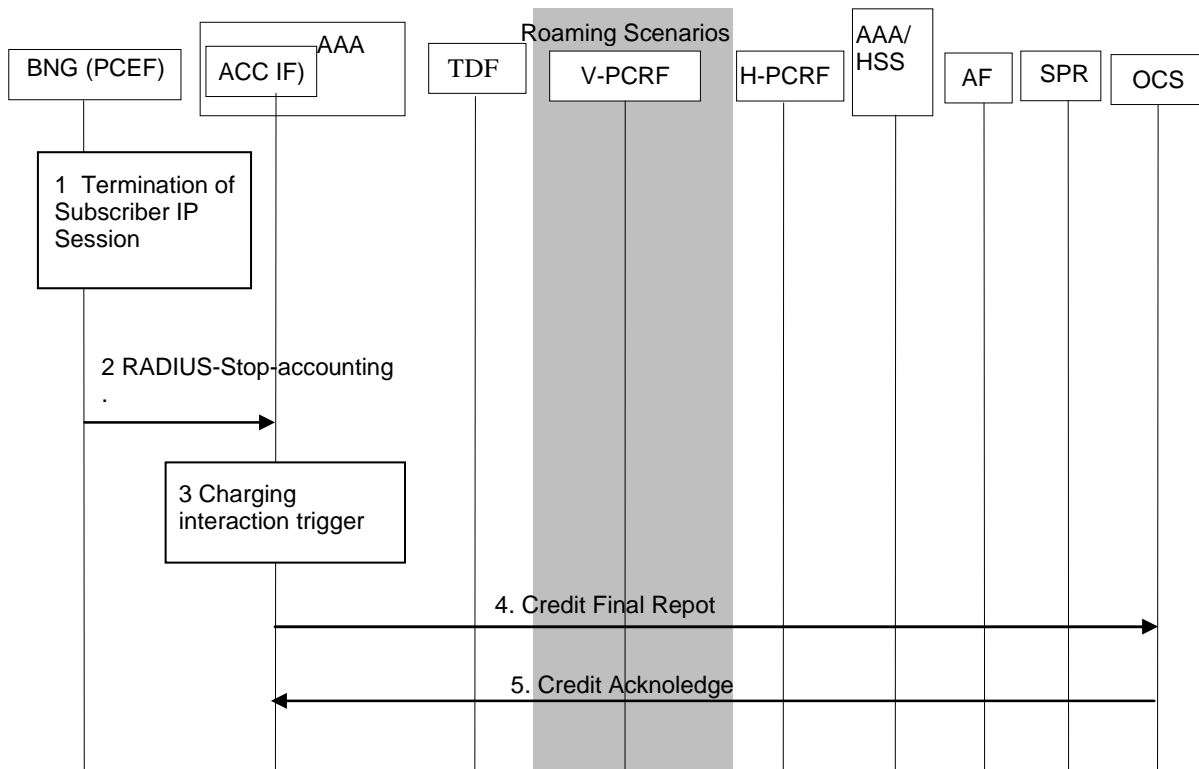 Roaming Scenarios
AAA
AAA/
HSS
BNG (PCEF)
ACC IF)
TDF
V-PCRF
H-PCRF
AF
SPR
OCS
1 Termination of
Subscriber IP
Session
2 RADIUS-Stop-accounting
.
3 Charging
interaction trigger
4. Credit Final Repot
5. Credit Acknoledge